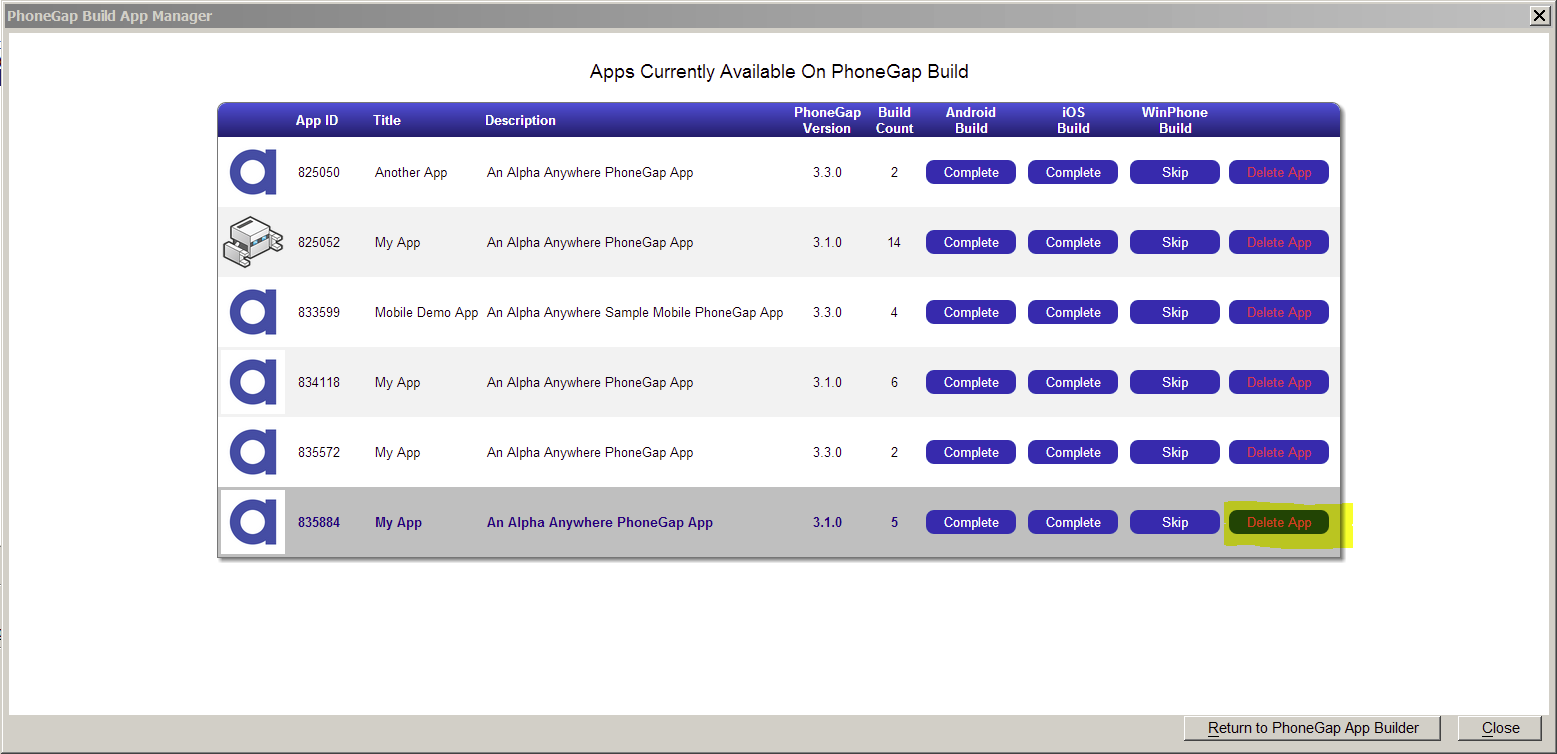 PhoneGap Build App Manager
Apps Currently Available On PhoneGap Build
App ID Title Description PhoneGap Version Build Count Android Build iOS Build WinPhone Build
825050 Another App An Alpha Anywhere PhoneGap App 3.3.0 2 Complete Complete Skip Delete App
825052 My App An Alpha Anywhere PhoneGap App 3.1.0 14 Complete Complete Skip Delete App
833599 Mobile Demo App An Alpha Anywhere Sample Mobile PhoneGap App 3.3.0 4 Complete Complete Skip Delete App
834118 My App An Alpha Anywhere PhoneGap App 3.1.0 6 Complete Complete Skip Delete App
835572 My App An Alpha Anywhere PhoneGap App 3.3.0 2 Complete Complete Skip Delete App
835884 My App An Alpha Anywhere PhoneGap App 3.1.0 5 Complete Complete Skip Delete App
Return to PhoneGap App Builder Close